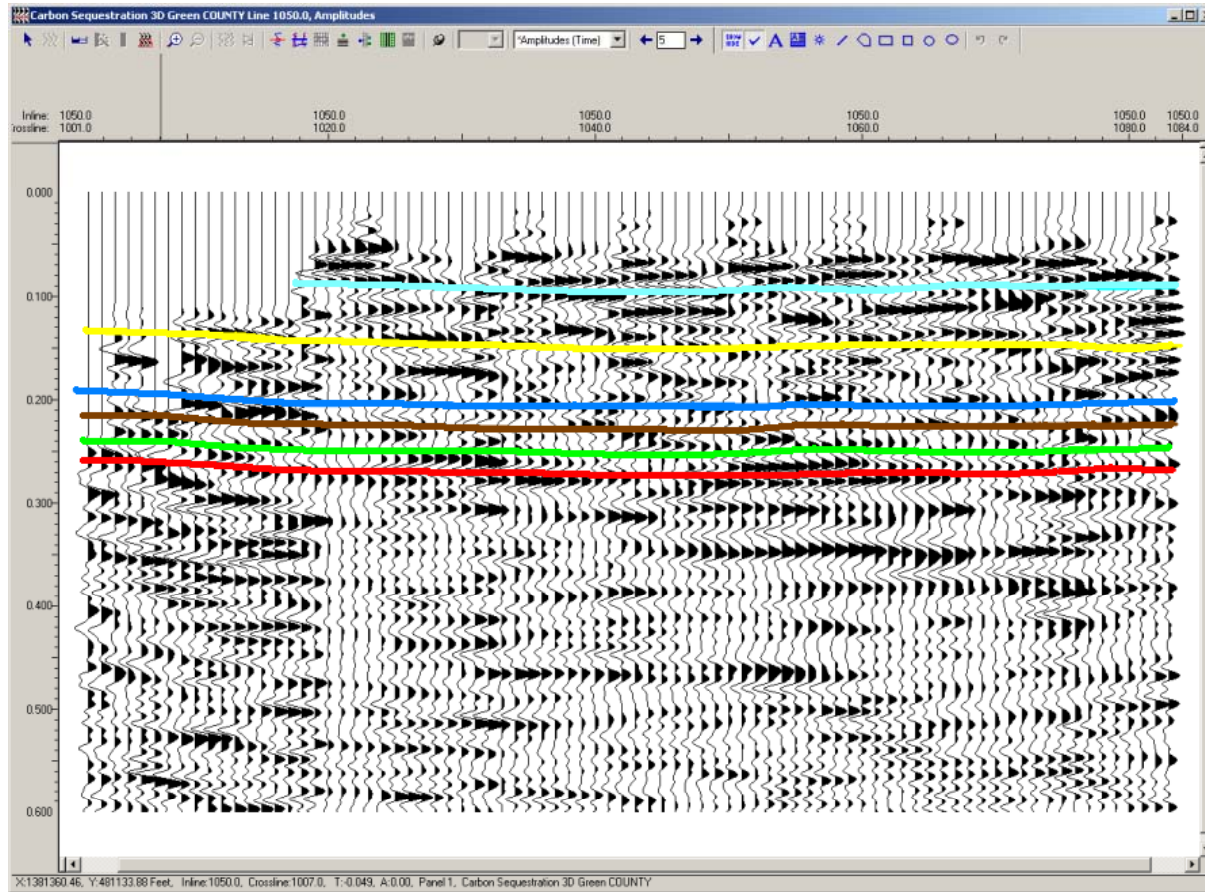 Carbon Sequestration 3D Green COUNTY Line 1050.0, Amplitudes
*Amplitudes (Time)
5
A
Inline: 1050.0 1050.0 1050.0 1050.0 1050.0 1050.0
1001.0 1020.0 1040.0 1060.0 1080.0 1084.0
0.000
0.100
0.200
0.300
0.400
0.500
0.600
X:1381360.46, Y:481133.88 Feet, Inline:1050.0, Crossline:1007.0, T:-0.049, A:0.00, Panel 1, Carbon Sequestration 3D Green COUNTY